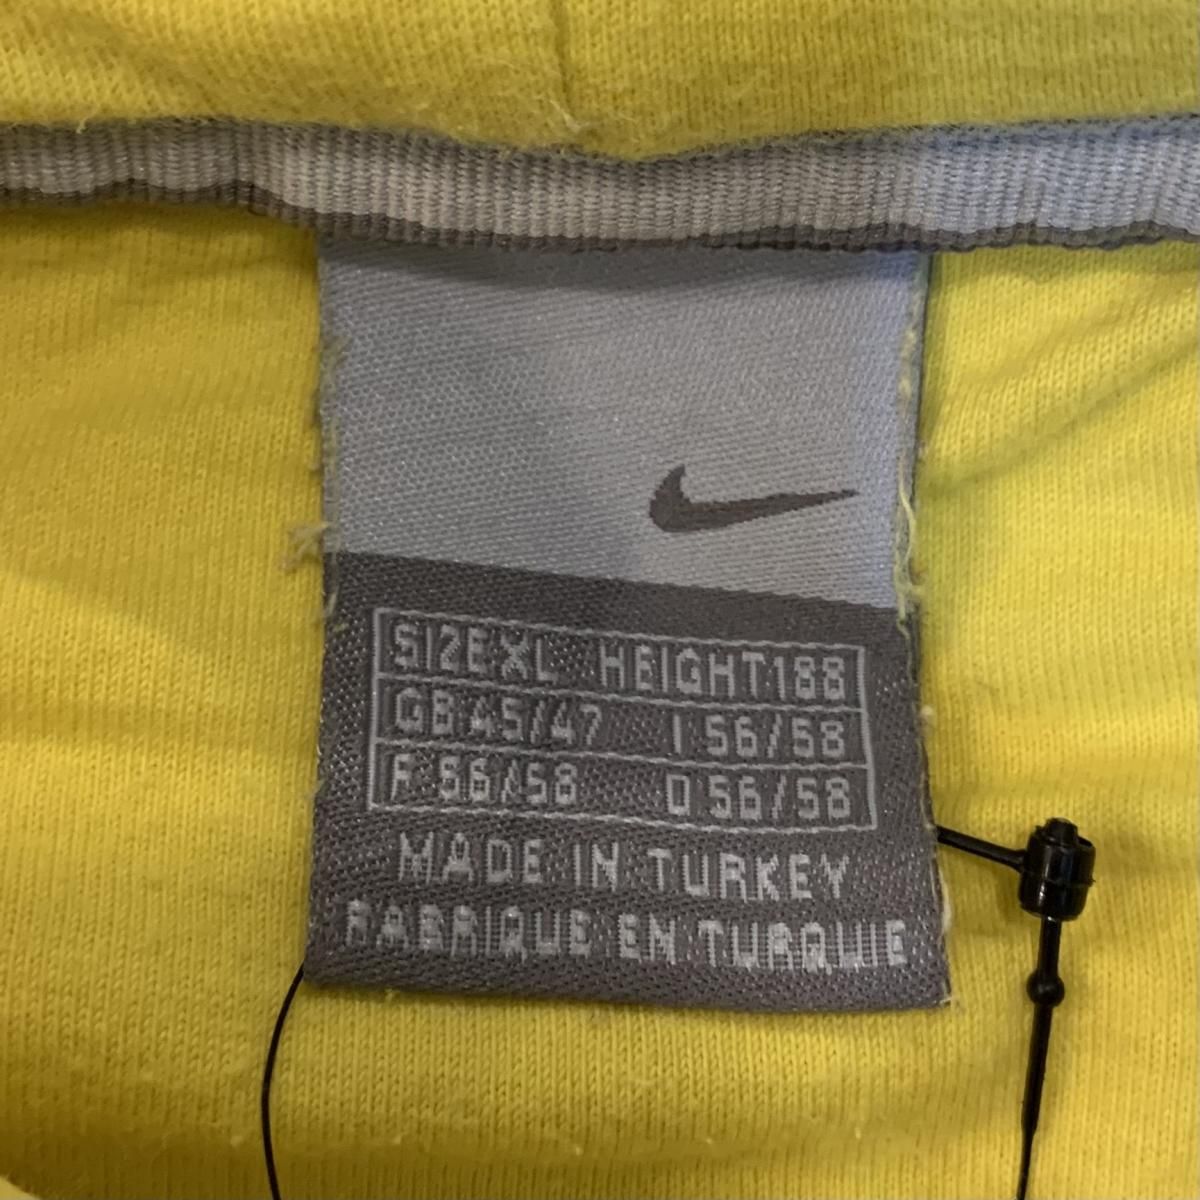 SIZE XL HEIGHT 188
GB 45/47 I 56/58
F 56/58 D 56/58
MADE IN TURKEY
FABRIQUE EN TURQUIE